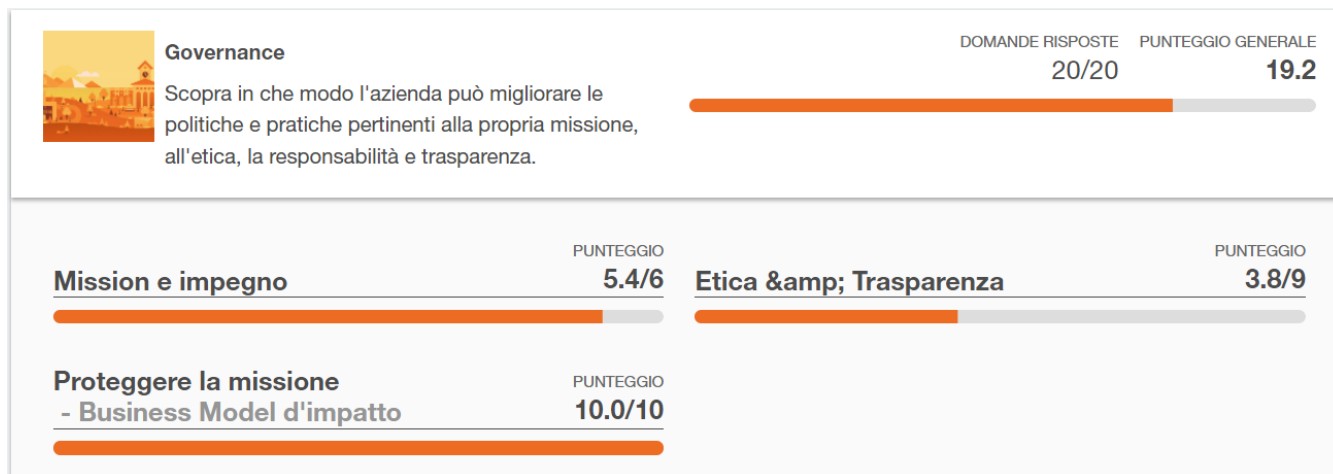 Governance
Scopra in che modo l'azienda può migliorare le
politiche e pratiche pertinenti alla propria missione,
all'etica, la responsabilità e trasparenza.
DOMANDE RISPOSTE PUNTEGGIO GENERALE
20/20 19.2
PUNTEGGIO
Mission e impegno 5.4/6
PUNTEGGIO
Etica &amp; Trasparenza 3.8/9
Proteggere la missione PUNTEGGIO
- Business Model d'impatto 10.0/10